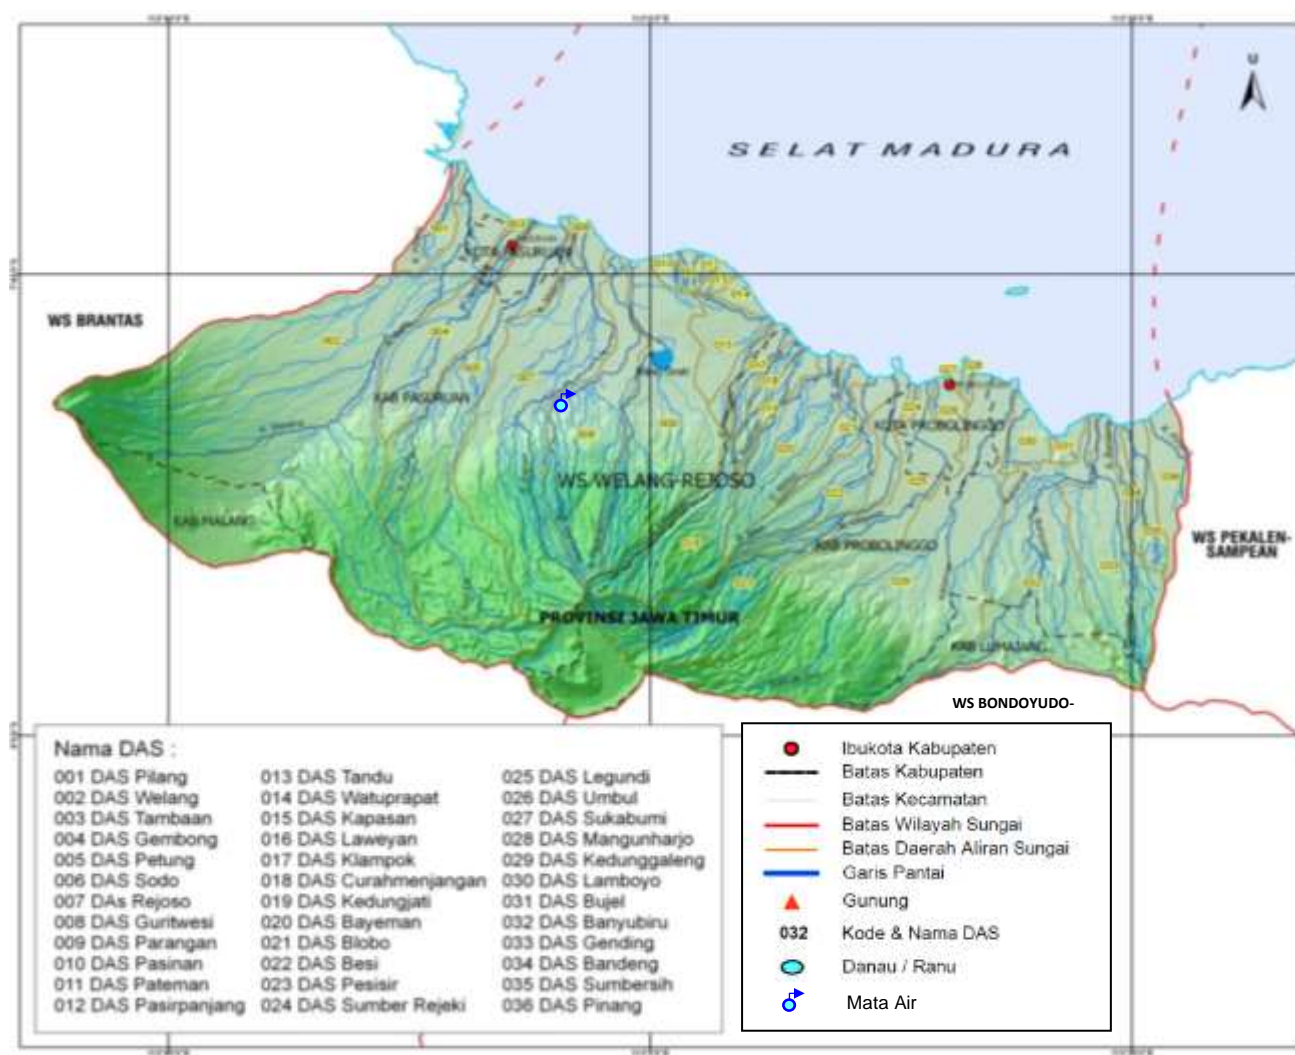 U
SELAT MADURA
KOTA PASURUAN
WS BRANTAS
KAB PASURUAN
KOTA PROBOLINGGO
WS WELANG-REJOSO
KAB MALANG
KAB PROBOLINGGO
WS PEKALEN-
SAMPEAN
PROVINSI JAWA TIMUR
KAB LUMAJANG
WS BONDOYUDO-
Nama DAS :
001 DAS Pilang
002 DAS Welang
003 DAS Tambaan
004 DAS Gembong
005 DAS Petung
006 DAS Sodo
007 DAs Rejoso
008 DAS Guritwesi
009 DAS Parangan
010 DAS Pasinan
011 DAS Pateman
012 DAS Pasirpanjang
013 DAS Tandu
014 DAS Watuprapat
015 DAS Kapasan
016 DAS Laweyan
017 DAS Klampok
018 DAS Curahmenjangan
019 DAS Kedungjati
020 DAS Bayeman
021 DAS Blobo
022 DAS Besi
023 DAS Pesisir
024 DAS Sumber Rejeki
025 DAS Legundi
026 DAS Umbul
027 DAS Sukabumi
028 DAS Mangunharjo
029 DAS Kedunggaleng
030 DAS Lamboyo
031 DAS Bujel
032 DAS Banyubiru
033 DAS Gending
034 DAS Bandeng
035 DAS Sumbersih
036 DAS Pinang
Ibukota Kabupaten
Batas Kabupaten
Batas Kecamatan
Batas Wilayah Sungai
Batas Daerah Aliran Sungai
Garis Pantai
Gunung
032 Kode & Nama DAS
Danau / Ranu
Mata Air